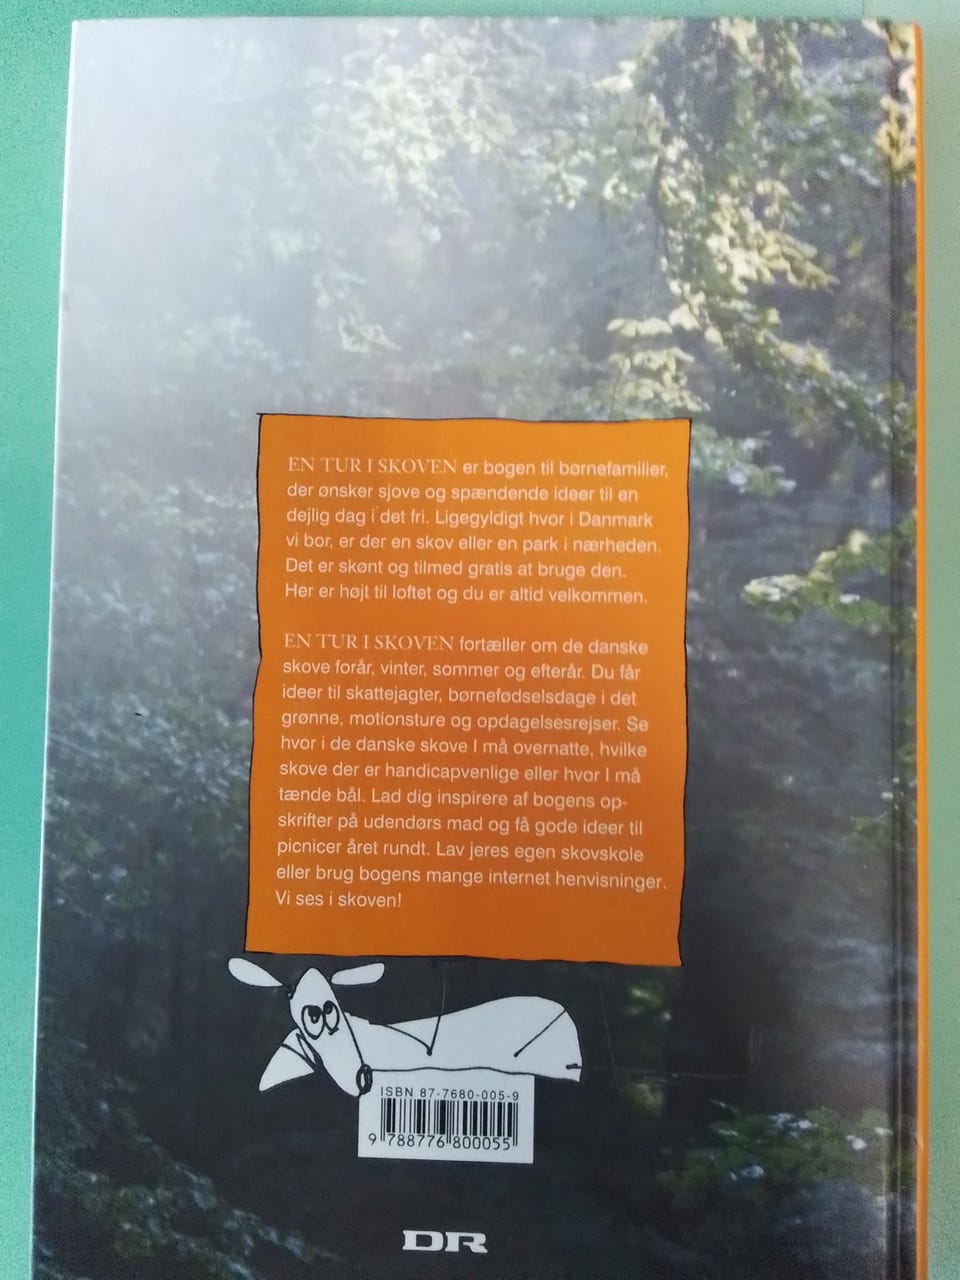 EN TUR I SKOVEN er bogen til børnefamilier,
der ønsker sjove og spændende ideer til en
dejlig dag i det fri. Ligegyldigt hvor i Danmark
vi bor, er der en skov eller en park i nærheden.
Det er skønt og tilmed gratis at bruge den.
Her er højt til loftet og du er altid velkommen.
EN TUR I SKOVEN fortæller om de danske
skove forår, vinter, sommer og efterår. Du får
ideer til skattejagter, børnefødselsdage i det
grønne, motionsture og opdagelsesrejser. Se
hvor i de danske skove I må overnatte, hvilke
skove der er handicapvenlige eller hvor I må
tænde bål. Lad dig inspirere af bogens op-
skrifter på udendørs mad og få gode ideer til
picnicer året rundt. Lav jeres egen skovskole
eller brug bogens mange internet henvisninger.
Vi ses i skoven!
ISBN 87-7680-005-9
9 788776 800055
DR